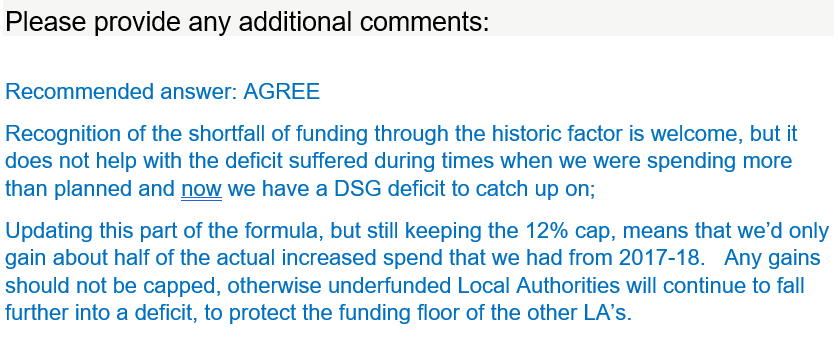 Please provide any additional comments:
Recommended answer: AGREE
Recognition of the shortfall of funding through the historic factor is welcome, but it
does not help with the deficit suffered during times when we were spending more
than planned and now we have a DSG deficit to catch up on;
Updating this part of the formula, but still keeping the 12% cap, means that we’d only
gain about half of the actual increased spend that we had from 2017-18.   Any gains
should not be capped, otherwise underfunded Local Authorities will continue to fall
further into a deficit, to protect the funding floor of the other LA’s.